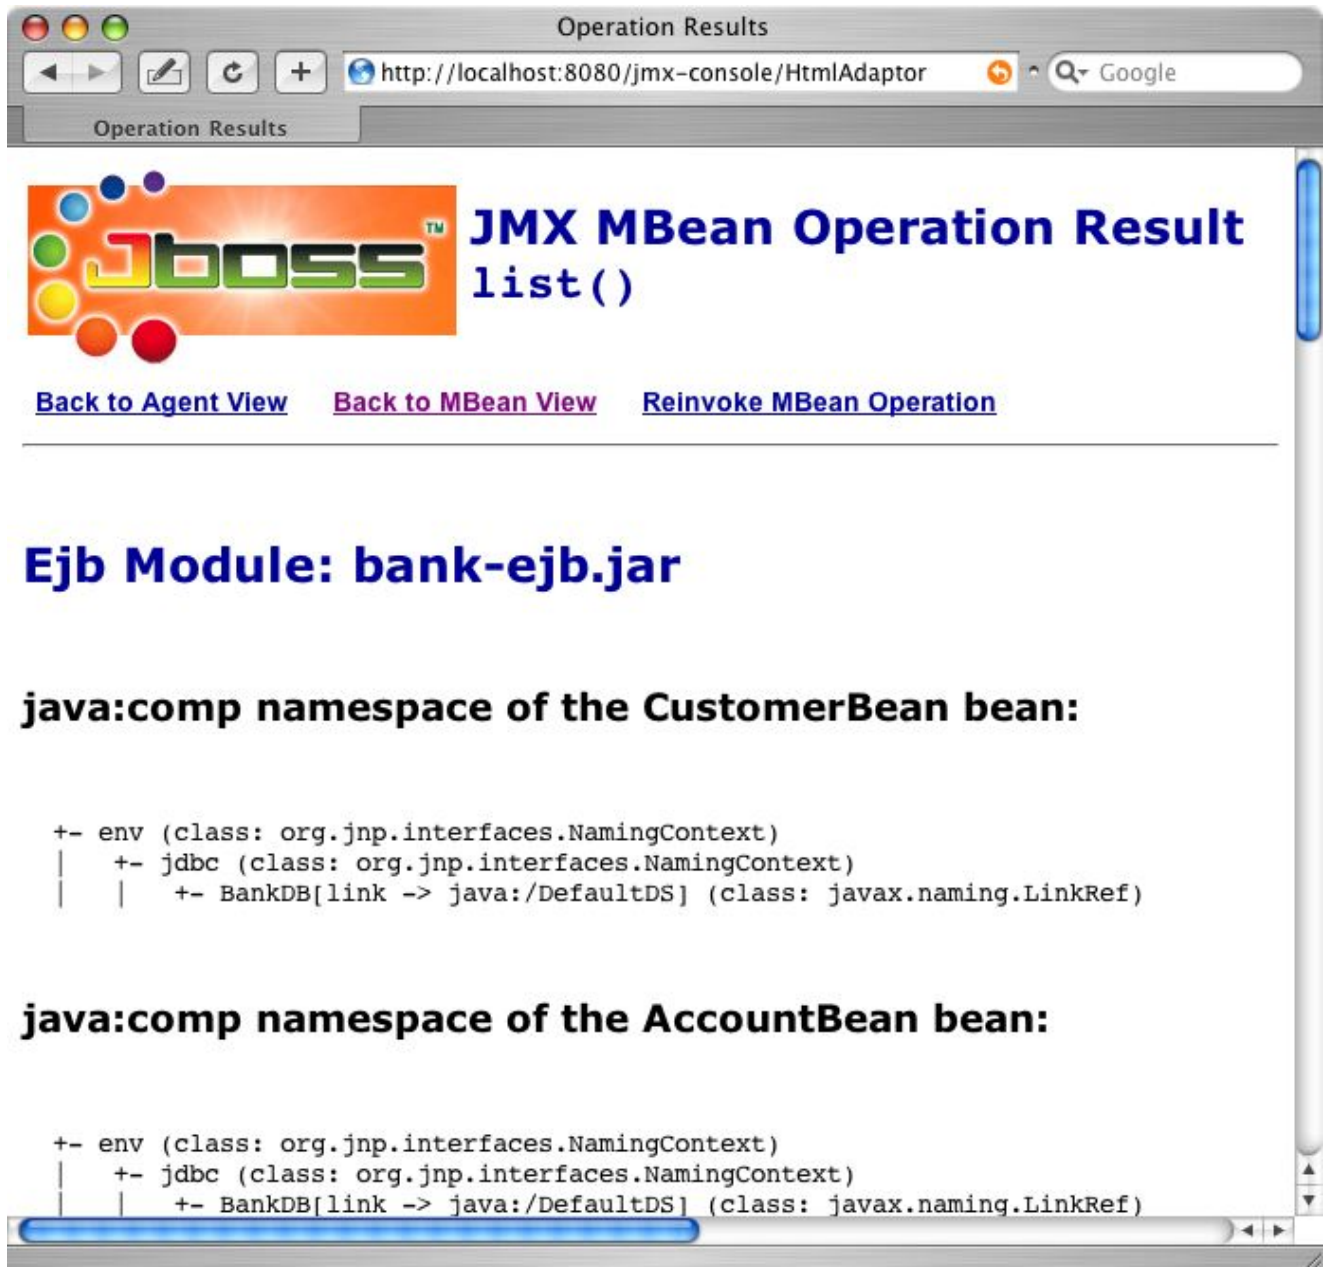 Operation Results
http://localhost:8080/jmx-console/HtmlAdaptor
Google
Operation Results
Jboss
TM
JMX MBean Operation Result
list()
Back to Agent View Back to MBean View Reinvoke MBean Operation
Ejb Module: bank-ejb.jar
java:comp namespace of the CustomerBean bean:
+- env (class: org.jnp.interfaces.NamingContext)
|   +- jdbc (class: org.jnp.interfaces.NamingContext)
|   |   +- BankDB[link -> java:/DefaultDS] (class: javax.naming.LinkRef)
java:comp namespace of the AccountBean bean:
+- env (class: org.jnp.interfaces.NamingContext)
|   +- jdbc (class: org.jnp.interfaces.NamingContext)
|   |   +- BankDB[link -> java:/DefaultDS] (class: javax.naming.LinkRef)